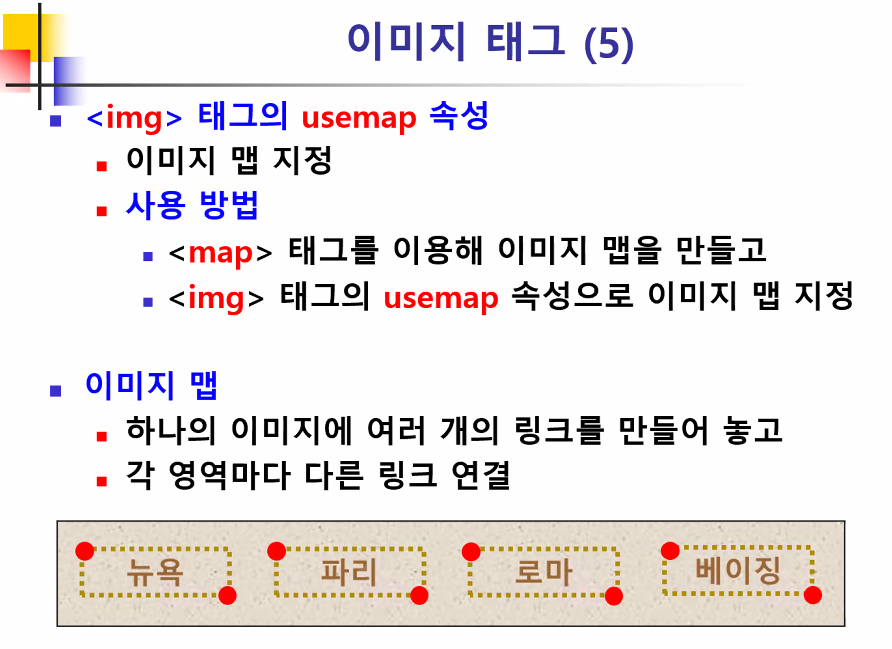 이미지 태그 (5)
<img> 태그의 usemap 속성
이미지 맵 지정
사용 방법
<map> 태그를 이용해 이미지 맵을 만들고
<img> 태그의 usemap 속성으로 이미지 맵 지정
이미지 맵
하나의 이미지에 여러 개의 링크를 만들어 놓고
각 영역마다 다른 링크 연결
뉴욕 파리 로마 베이징